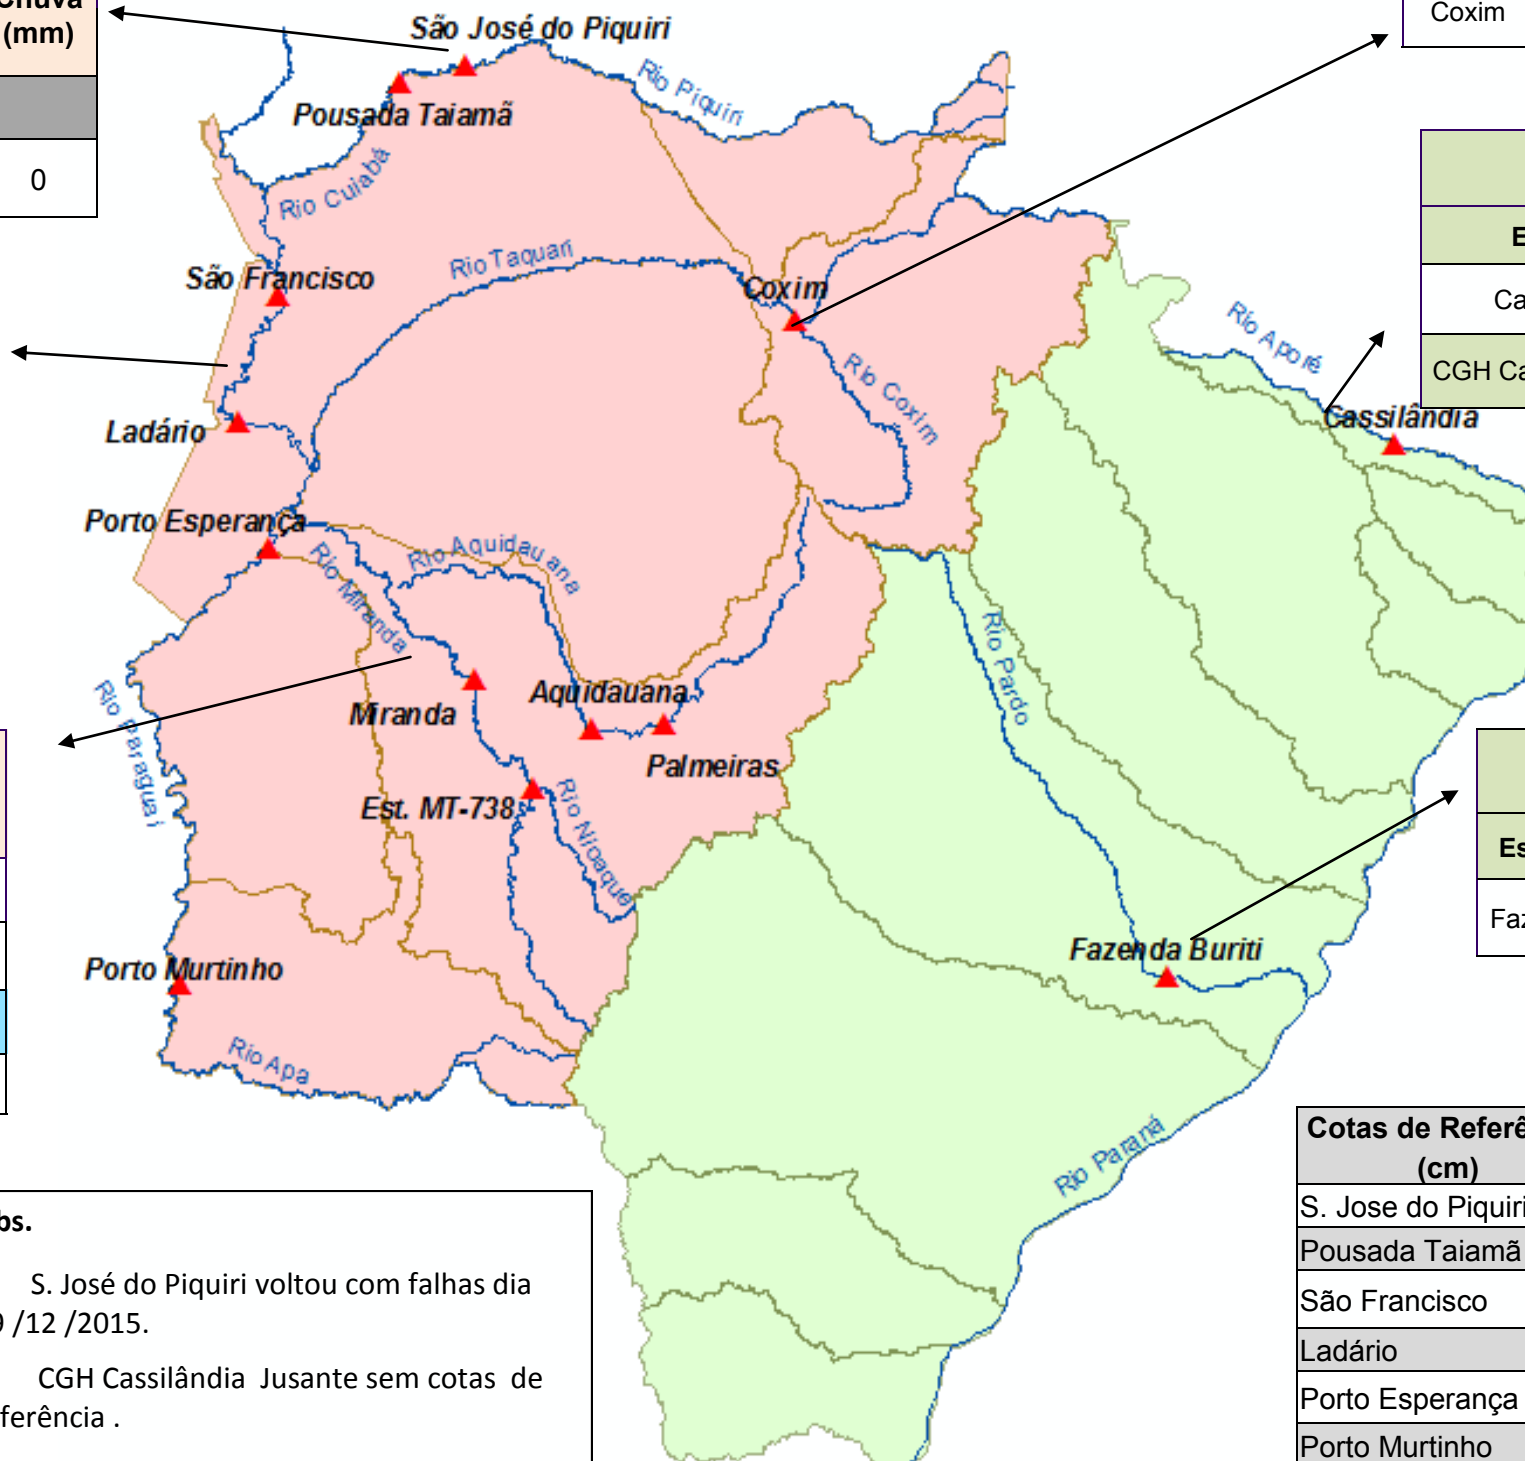 Chuva
(mm)
0
São José do Piquiri
Pousada Taiamã
Rio Piquiri
Rio Cuiabá
Coxim
São Francisco
Rio Taquari
Coxim
Rio Coxim
Rio Aporé
Cassilândia
CGH
Ladário
Porto Esperança
Rio Miranda
Rio Aquidauana
Rio Pardo
Rio Paraguai
Miranda
Aquidauana
Palmeiras
Est. MT-738
Rio Nioaque
Fazenda Buriti
Porto Murtinho
Rio Apa
Rio Paraná
S. José do Piquiri voltou com falhas dia
/12 /2015.
CGH Cassilândia Jusante sem cotas de
Cotas de
(cm)
S. Jose do Piquiri
Pousada Taiamã
São Francisco
Ladário
Porto Esperança
Porto Murtinho